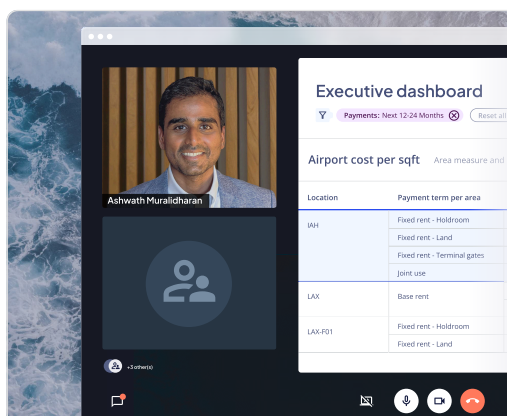 Executive dashboard
Payments: Next 12-24 Months
Reset all
Airport cost per sqft Area measure and
Location Payment term per area
IAH
Fixed rent - Holdroom
Fixed rent - Land
Fixed rent - Terminal gates
Joint use
LAX Base rent
LAX-F01
Fixed rent - Holdroom
Fixed rent - Land
Ashwath Muralidharan
+3 other(s)